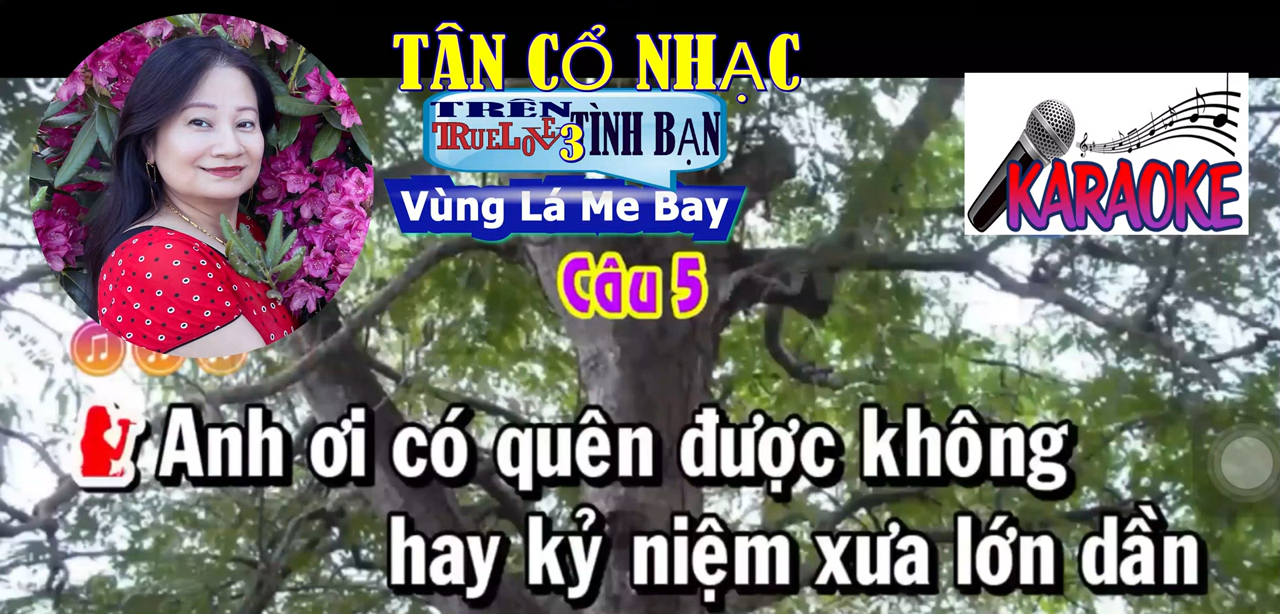 TÂN CỔ NHẠC
TRÊN
TRUELOVE3 TÌNH BẠN
Vùng Lá Me Bay
KARAOKE
Câu 5
Anh ơi có quên được không
hay kỷ niệm xưa lớn dần